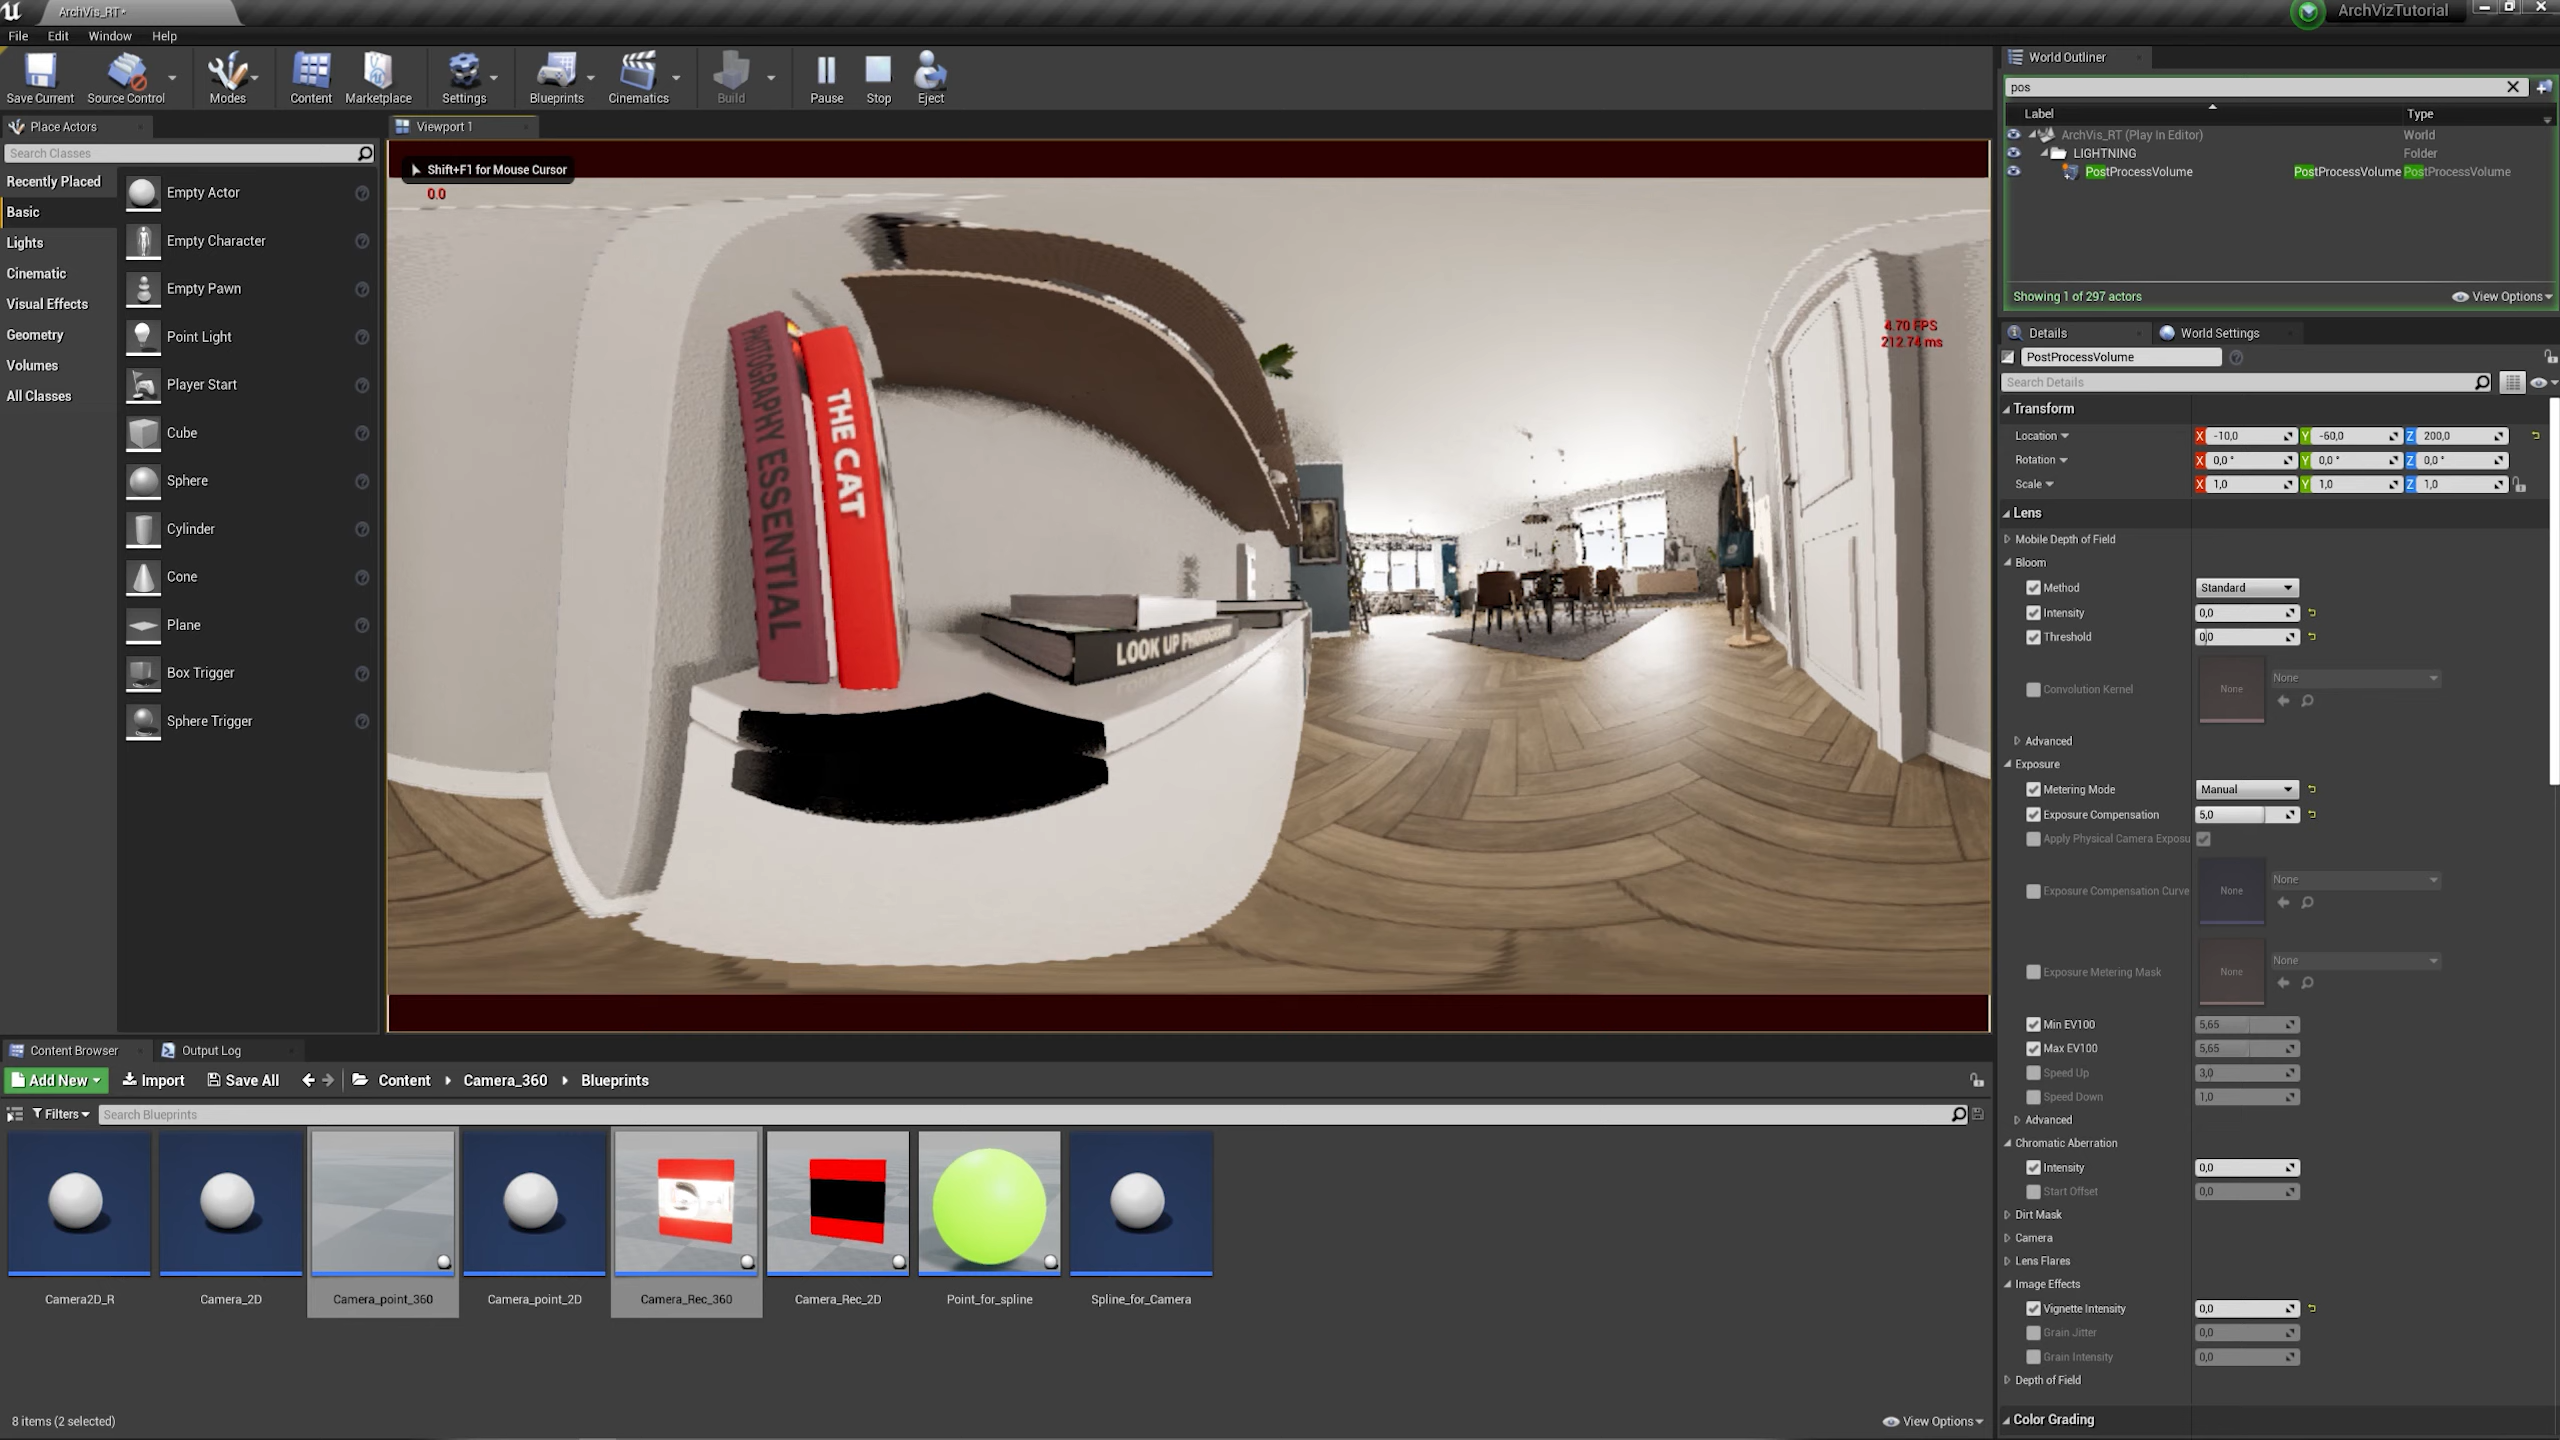 ArchVis_RT*
ArchVizTutorial
File Edit Window Help
Save Current
Source Control
Modes
Content
Marketplace
Settings
Blueprints
Cinematics
Build
Pause
Stop
Eject
Place Actors
Search Classes
Recently Placed
Basic
Lights
Cinematic
Visual Effects
Geometry
Volumes
All Classes
Empty Actor
Empty Character
Empty Pawn
Point Light
Player Start
Cube
Sphere
Cylinder
Cone
Plane
Box Trigger
Sphere Trigger
Viewport 1
Shift+F1 for Mouse Cursor
0.0
4.70 FPS
212.74 ms
PHOTOGRAPHY ESSENTIAL
THE CAT
LOOK UP
World Outliner
pos
Label Type
ArchVis_RT (Play In Editor) World
LIGHTNING Folder
PostProcessVolume PostProcessVolume PostProcessVolume
Showing 1 of 297 actors
View Options
Details
World Settings
PostProcessVolume
Search Details
Transform
Location X -10,0 Y -60,0 Z 200,0
Rotation X 0,0 ° Y 0,0 ° Z 0,0 °
Scale X 1,0 Y 1,0 Z 1,0
Lens
Mobile Depth of Field
Bloom
Method Standard
Intensity 0,0
Threshold 0,0
Convolution Kernel None None
Advanced
Exposure
Metering Mode Manual
Exposure Compensation 5,0
Apply Physical Camera Exposu
Exposure Compensation Curve None None
Exposure Metering Mask None None
Min EV100 5,65
Max EV100 5,65
Speed Up 3,0
Speed Down 1,0
Advanced
Chromatic Aberration
Intensity 0,0
Start Offset 0,0
Dirt Mask
Camera
Lens Flares
Image Effects
Vignette Intensity 0,0
Grain Jitter 0,0
Grain Intensity 0,0
Depth of Field
Color Grading
Content Browser
Output Log
Add New Import Save All Content Camera_360 Blueprints
Filters Search Blueprints
Camera2D_R
Camera_2D
Camera_point_360
Camera_point_2D
Camera_Rec_360
Camera_Rec_2D
Point_for_spline
Spline_for_Camera
8 items (2 selected)
View Options